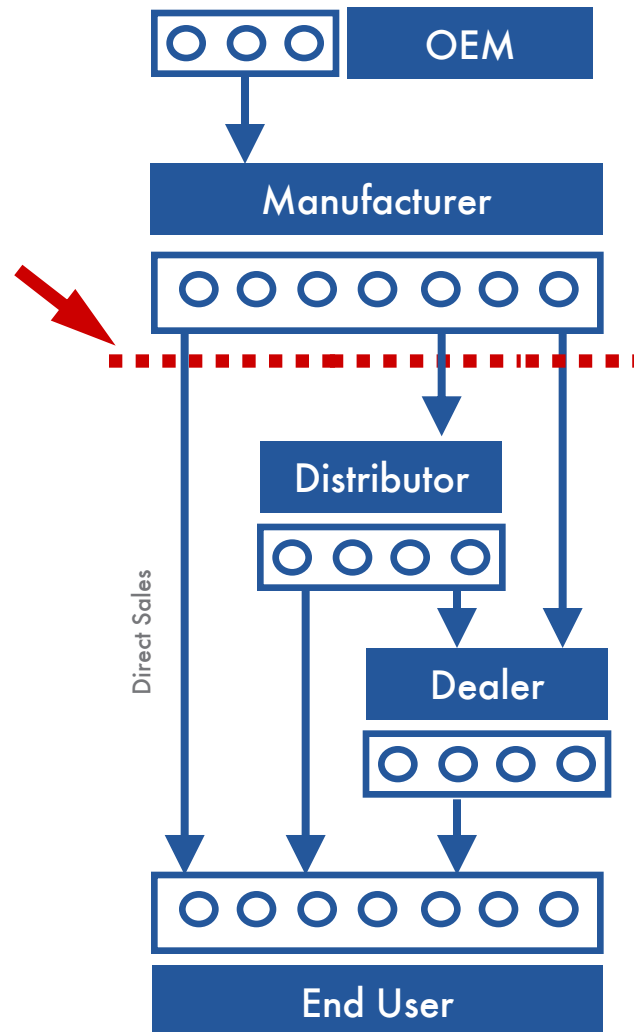 OEM
Manufacturer
Distributor
Direct Sales
Dealer
End User